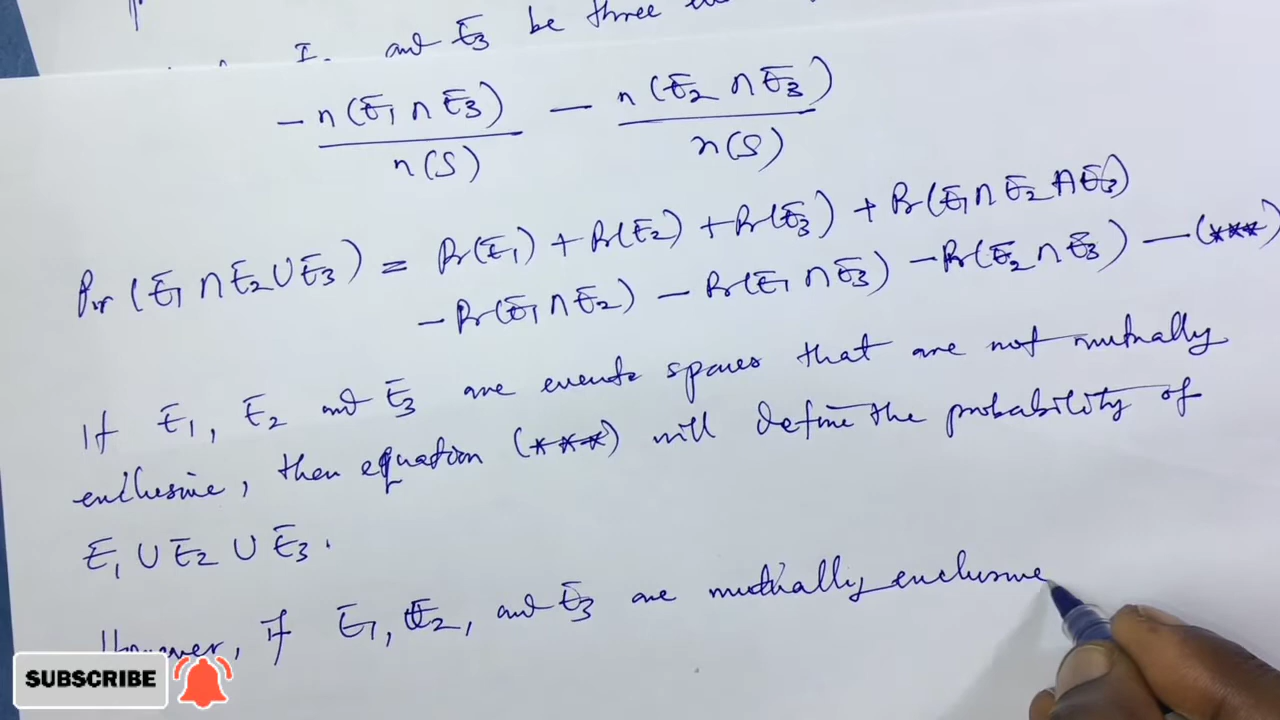 and E3 be three
- n(E1 ∩ E3) / n(S) - n(E2 ∩ E3) / n(S)
Pr (E1 ∩ E2 ∪ E3) = Pr(E1) + Pr(E2) + Pr(E3) + Pr(E1 ∩ E2 ∩ E3)
- Pr(E1 ∩ E2) - Pr(E1 ∩ E3) - Pr(E2 ∩ E3) — (***)
If E1, E2 and E3 are events spaces that are not mutually
exclusive, then equation (***) will define the probability of
E1 ∪ E2 ∪ E3.
However, if E1, E2, and E3 are mutually exclusive
SUBSCRIBE